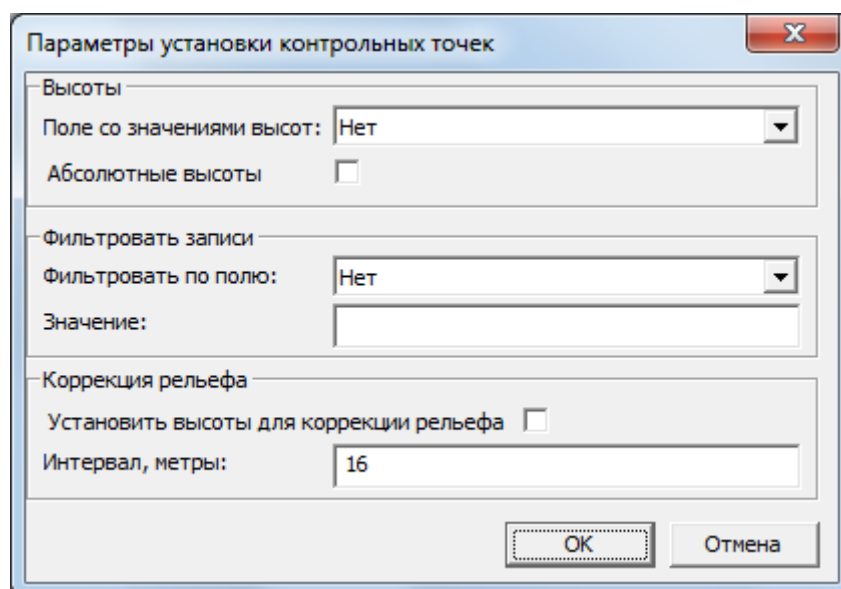 Параметры установки контрольных точек
Высоты
Поле со значениями высот: Нет
Абсолютные высоты
Фильтровать записи
Фильтровать по полю: Нет
Значение:
Коррекция рельефа
Установить высоты для коррекции рельефа
Интервал, метры: 16
OK Отмена